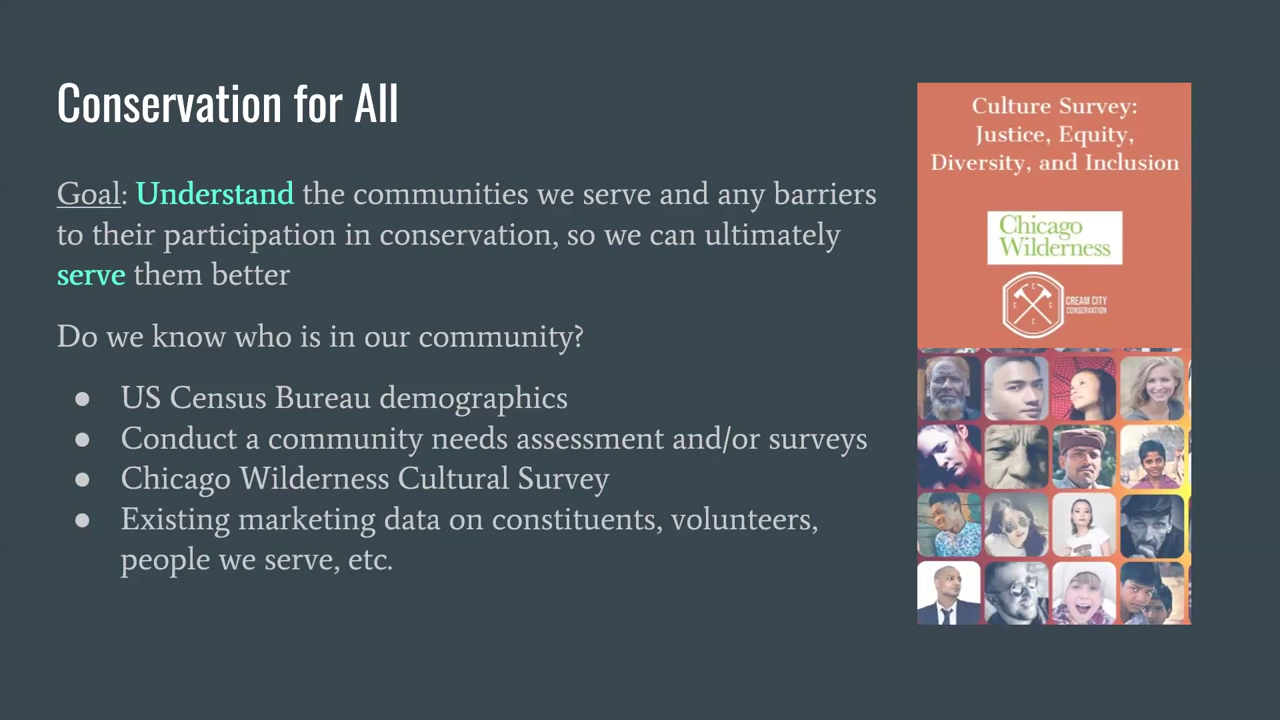 Conservation for All
Goal: Understand the communities we serve and any barriers
to their participation in conservation, so we can ultimately
serve them better
Do we know who is in our community?
● US Census Bureau demographics
● Conduct a community needs assessment and/or surveys
● Chicago Wilderness Cultural Survey
● Existing marketing data on constituents, volunteers,
people we serve, etc.
Culture Survey:
Justice, Equity,
Diversity, and Inclusion
Chicago
Wilderness
C
C C
C
CREAM CITY
CONSERVATION